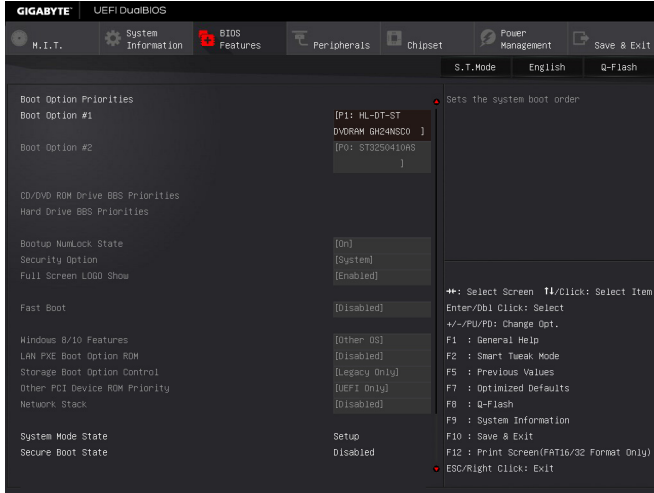 GIGABYTE™ UEFI DualBIOS
M.I.T.
System Information
BIOS Features
Peripherals
Chipset
Power Management
Save & Exit
S.T.Mode English Q-Flash
Boot Option Priorities
Boot Option #1 [P1: HL-DT-ST
DVDRAM GH24NSC0 ]
Boot Option #2 [P0: ST3250410AS
]
CD/DVD ROM Drive BBS Priorities
Hard Drive BBS Priorities
Bootup NumLock State [On]
Security Option [System]
Full Screen LOGO Show [Enabled]
Fast Boot [Disabled]
Windows 8/10 Features [Other OS]
LAN PXE Boot Option ROM [Disabled]
Storage Boot Option Control [Legacy Only]
Other PCI Device ROM Priority [UEFI Only]
Network Stack [Disabled]
System Mode State Setup
Secure Boot State Disabled
Sets the system boot order
→←: Select Screen ↑↓/Click: Select Item
Enter/Dbl Click: Select
+/-/PU/PD: Change Opt.
F1 : General Help
F2 : Smart Tweak Mode
F5 : Previous Values
F7 : Optimized Defaults
F8 : Q-Flash
F9 : System Information
F10 : Save & Exit
F12 : Print Screen(FAT16/32 Format Only)
ESC/Right Click: Exit